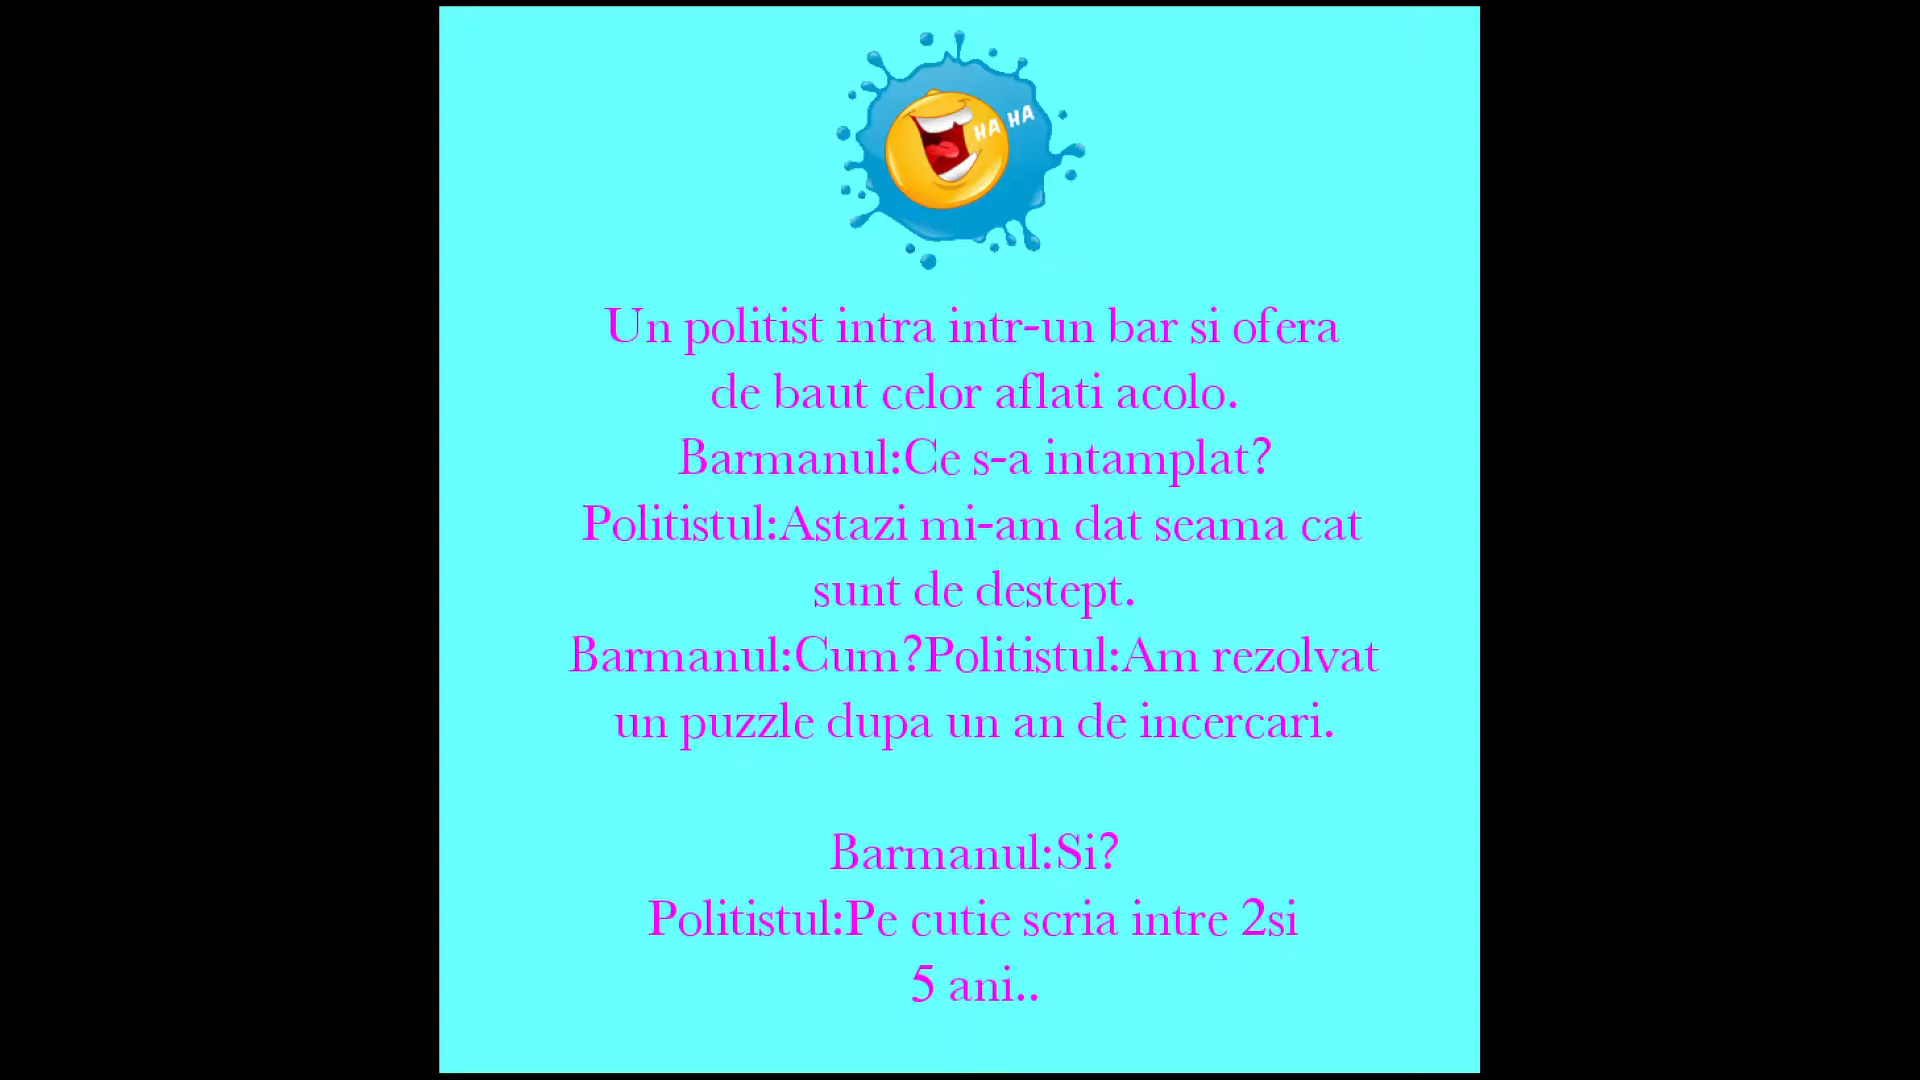 HA HA
Un politist intra intr-un bar si ofera
de baut celor aflati acolo.
Barmanul:Ce s-a intamplat?
Politistul:Astazi mi-am dat seama cat
sunt de destept.
Barmanul:Cum?Politistul:Am rezolvat
un puzzle dupa un an de incercari.
Barmanul:Si?
Politistul:Pe cutie scria intre 2si
5 ani..